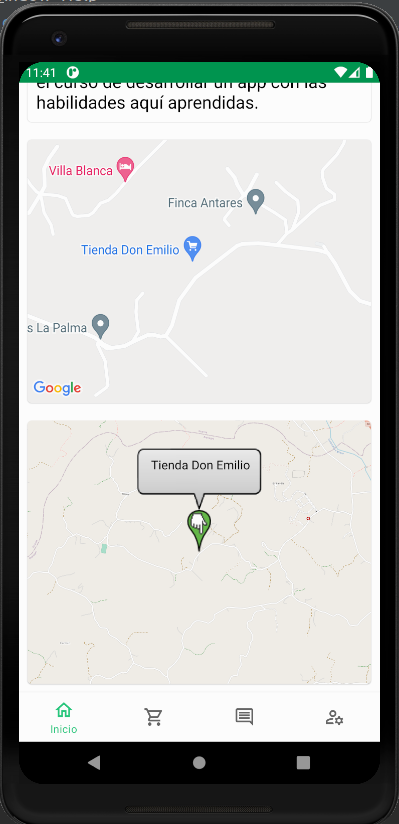 11:41
el curso de desarrollar un app con las
habilidades aquí aprendidas.
Villa Blanca
Finca Antares
Tienda Don Emilio
s La Palma
Google
Tienda Don Emilio
Inicio